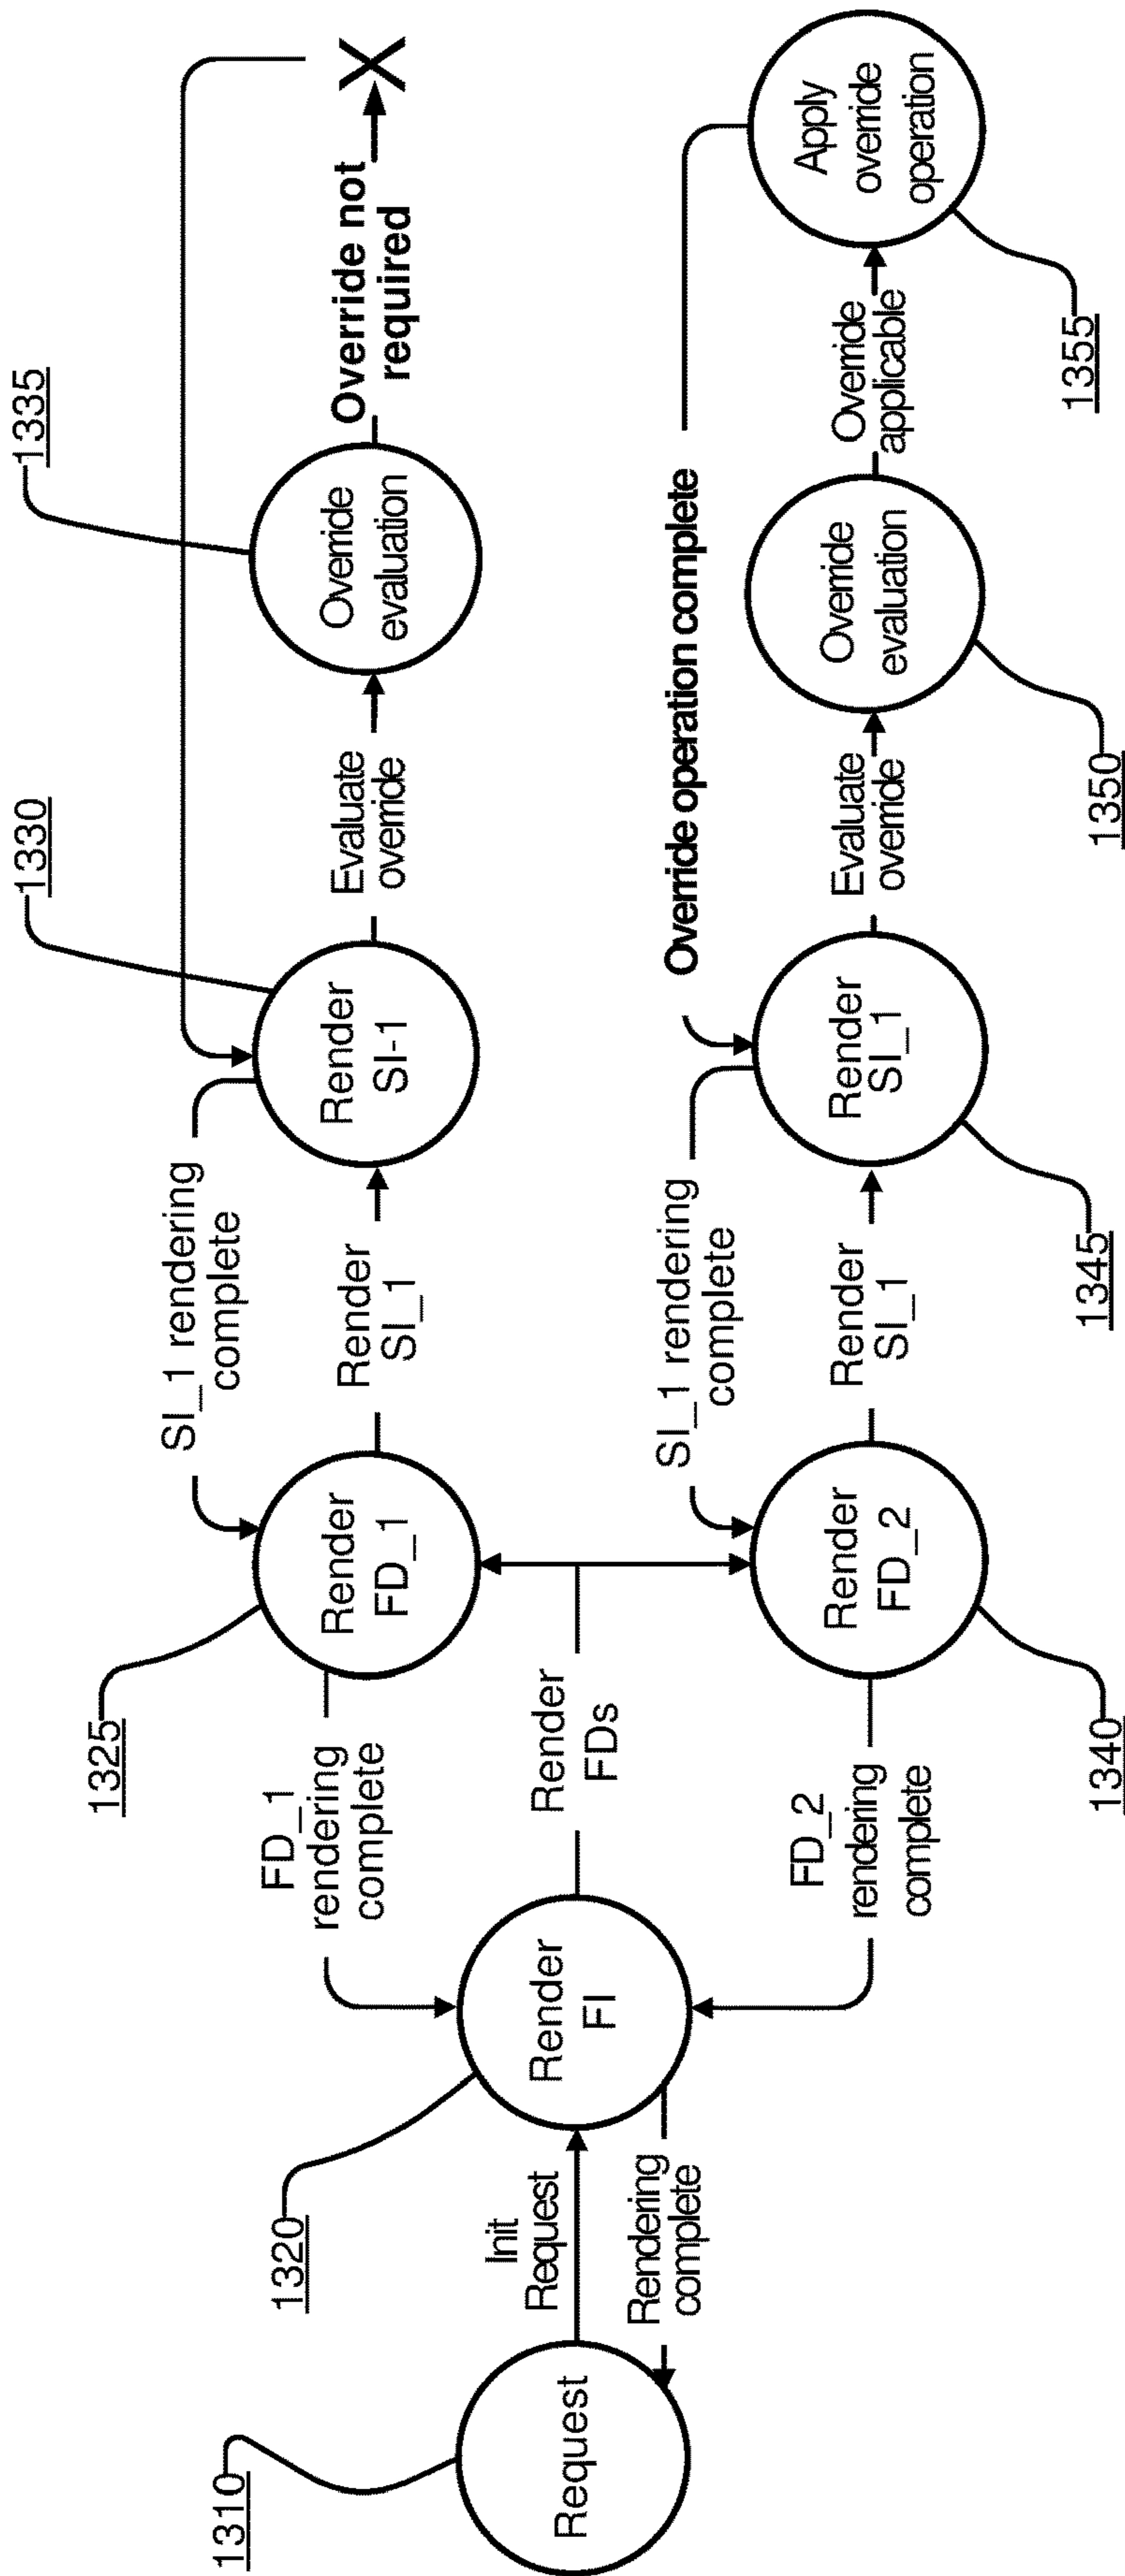 1310
Request
Init
Request
Rendering
complete
1320
Render
FI
FD_1
rendering
complete
Render
FDs
FD_2
rendering
complete
1325
Render
FD_1
SI_1 rendering
complete
Render
SI_1
1330
Render
SI-1
Evaluate
override
1335
Override
evaluation
Override not
required
X
1340
Render
FD_2
SI_1 rendering
complete
Render
SI_1
1345
Render
SI_1
Override operation complete
Evaluate
override
1350
Override
evaluation
Override
applicable
1355
Apply
override
operation